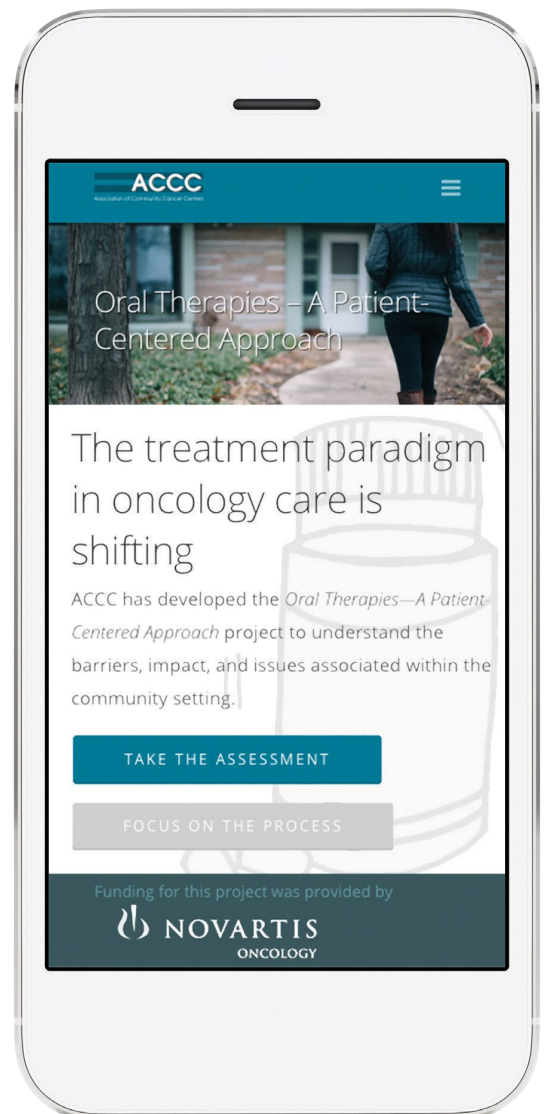 ACCC
Association of Community Cancer Centers
Oral Therapies – A Patient-
Centered Approach
The treatment paradigm
in oncology care is
shifting
ACCC has developed the Oral Therapies—A Patient-
Centered Approach project to understand the
barriers, impact, and issues associated within the
community setting.
TAKE THE ASSESSMENT
FOCUS ON THE PROCESS
Funding for this project was provided by
NOVARTIS
ONCOLOGY